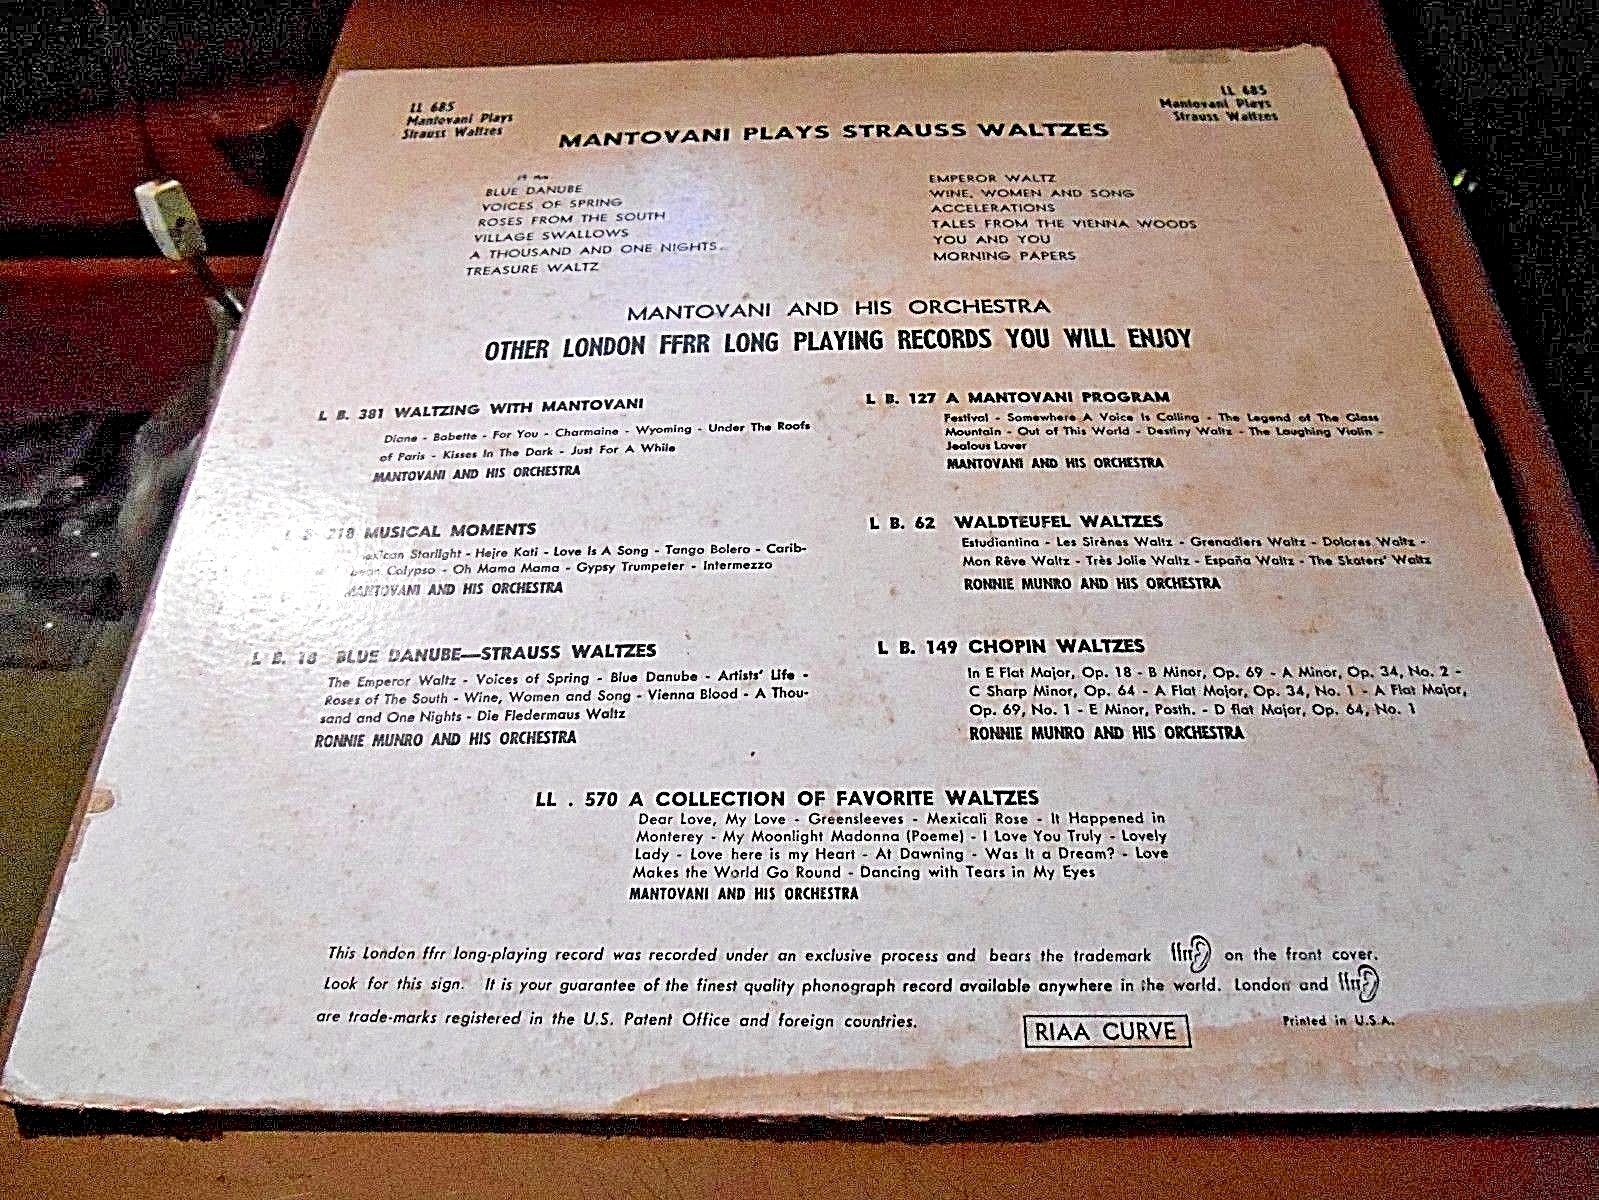 LL 685
Mantovani Plays
Strauss Waltzes
LL 685
Mantovani Plays
Strauss Waltzes
MANTOVANI PLAYS STRAUSS WALTZES
BLUE DANUBE
VOICES OF SPRING
ROSES FROM THE SOUTH
VILLAGE SWALLOWS
A THOUSAND AND ONE NIGHTS
TREASURE WALTZ
EMPEROR WALTZ
WINE, WOMEN AND SONG
ACCELERATIONS
TALES FROM THE VIENNA WOODS
YOU AND YOU
MORNING PAPERS
MANTOVANI AND HIS ORCHESTRA
OTHER LONDON FFRR LONG PLAYING RECORDS YOU WILL ENJOY
L B. 381 WALTZING WITH MANTOVANI
Diane - Babette - For You - Charmaine - Wyoming - Under The Roofs
of Paris - Kisses In The Dark - Just For A While
MANTOVANI AND HIS ORCHESTRA
L B. 218 MUSICAL MOMENTS
Mexican Starlight - Hejre Kati - Love Is A Song - Tango Bolero - Carib-
bean Calypso - Oh Mama Mama - Gypsy Trumpeter - Intermezzo
MANTOVANI AND HIS ORCHESTRA
L B. 18 BLUE DANUBE—STRAUSS WALTZES
The Emperor Waltz - Voices of Spring - Blue Danube - Artists' Life -
Roses of The South - Wine, Women and Song - Vienna Blood - A Thou-
sand and One Nights - Die Fledermaus Waltz
RONNIE MUNRO AND HIS ORCHESTRA
L B. 127 A MANTOVANI PROGRAM
Festival - Somewhere A Voice Is Calling - The Legend of The Glass
Mountain - Out of This World - Destiny Waltz - The Laughing Violin -
Jealous Lover
MANTOVANI AND HIS ORCHESTRA
L B. 62 WALDTEUFEL WALTZES
Estudiantina - Les Sirènes Waltz - Grenadiers Waltz - Dolores Waltz -
Mon Rêve Waltz - Très Jolie Waltz - España Waltz - The Skaters' Waltz
RONNIE MUNRO AND HIS ORCHESTRA
L B. 149 CHOPIN WALTZES
In E Flat Major, Op. 18 - B Minor, Op. 69 - A Minor, Op. 34, No. 2 -
C Sharp Minor, Op. 64 - A Flat Major, Op. 34, No. 1 - A Flat Major,
Op. 69, No. 1 - E Minor, Posth. - D flat Major, Op. 64, No. 1
RONNIE MUNRO AND HIS ORCHESTRA
LL . 570 A COLLECTION OF FAVORITE WALTZES
Dear Love, My Love - Greensleeves - Mexicali Rose - It Happened in
Monterey - My Moonlight Madonna (Poeme) - I Love You Truly - Lovely
Lady - Love here is my Heart - At Dawning - Was It a Dream? - Love
Makes the World Go Round - Dancing with Tears in My Eyes
MANTOVANI AND HIS ORCHESTRA
This London ffrr long-playing record was recorded under an exclusive process and bears the trademark ffrr on the front cover.
Look for this sign. It is your guarantee of the finest quality phonograph record available anywhere in the world. London and ffrr
are trade-marks registered in the U.S. Patent Office and foreign countries.
RIAA CURVE
Printed in U.S.A.